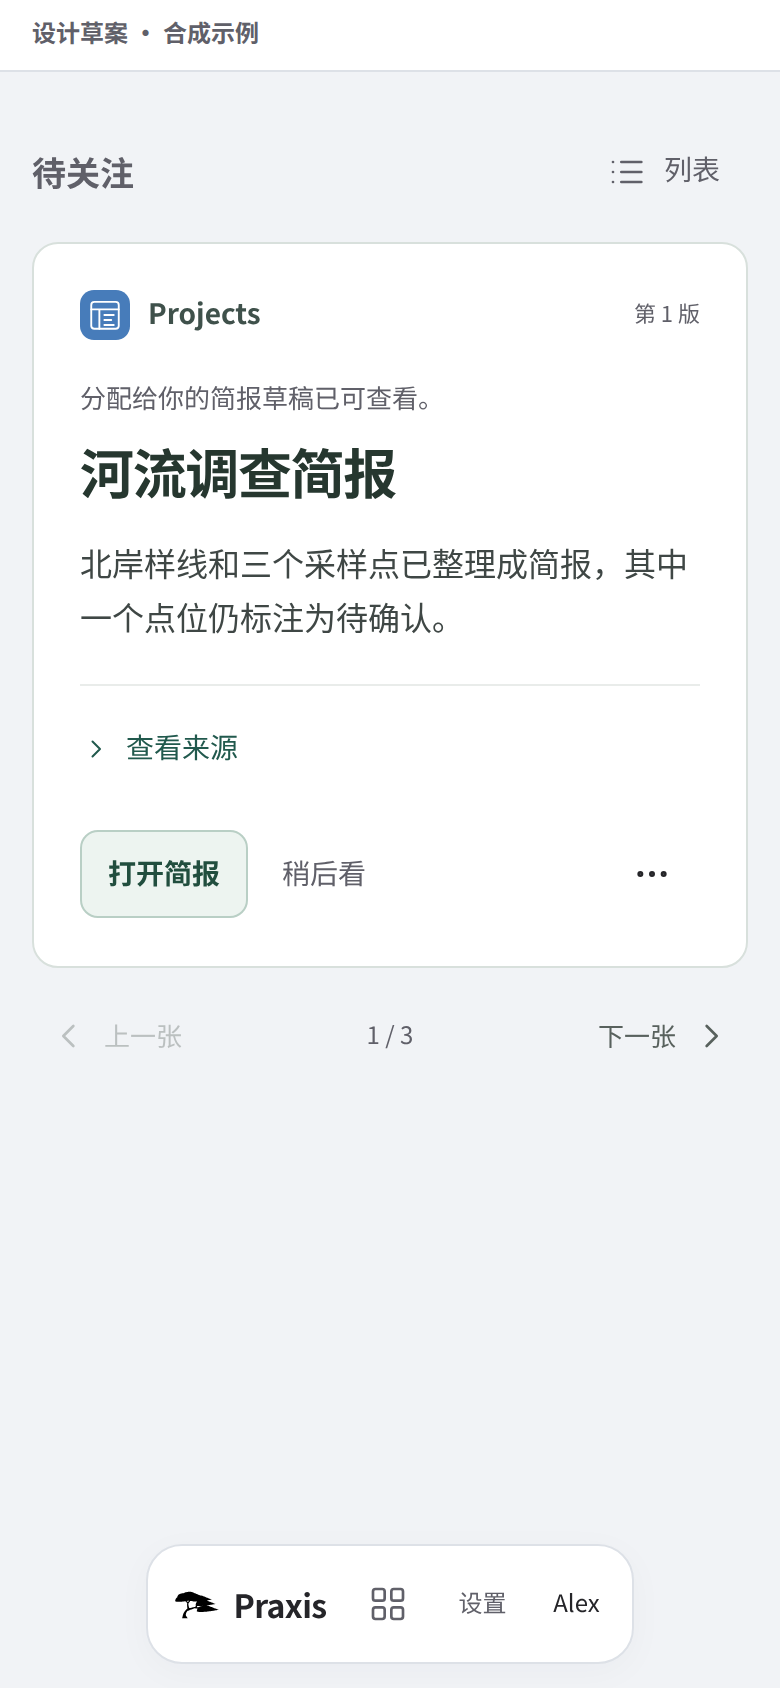 设计草案 • 合成示例
待关注
列表
Projects
第 1 版
分配给你的简报草稿已可查看。
河流调查简报
北岸样线和三个采样点已整理成简报，其中
一个点位仍标注为待确认。
查看来源
打开简报
稍后看
上一张
1 / 3
下一张
Praxis
设置
Alex